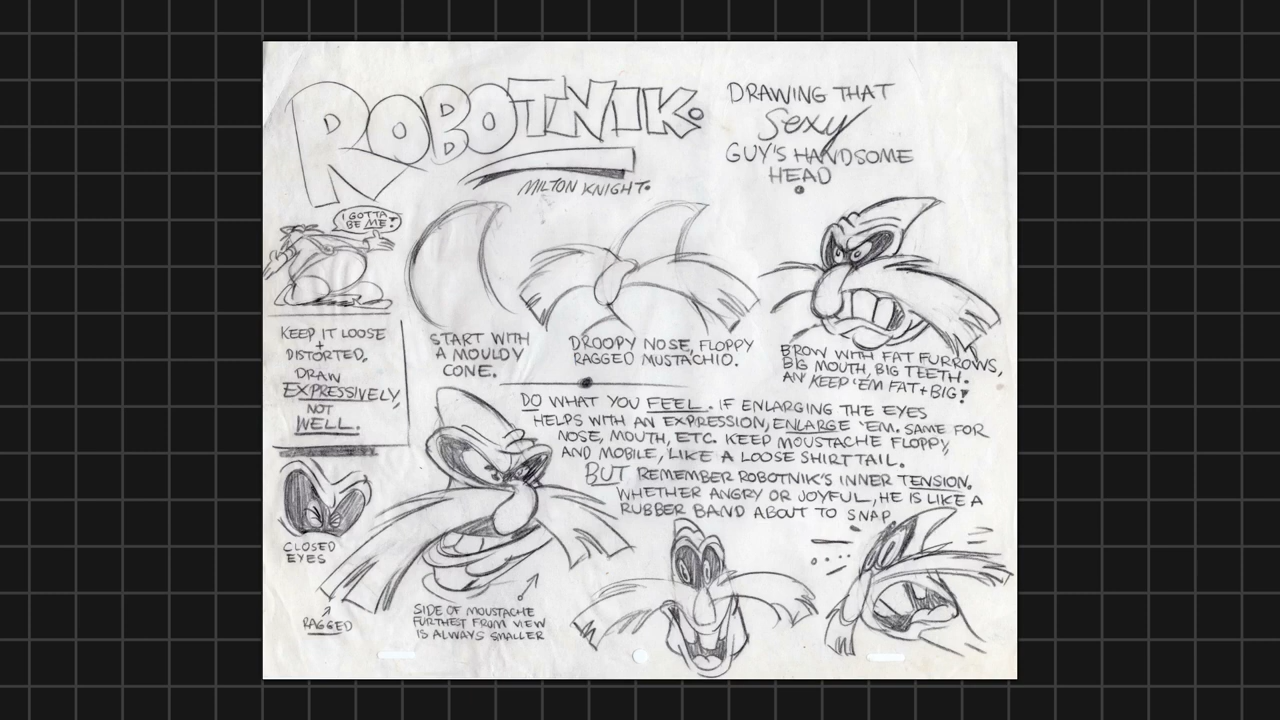 ROBOTNIK.
MILTON KNIGHT.
DRAWING THAT
Sexy
GUY'S HANDSOME
HEAD
I GOTTA
BE ME!
KEEP IT LOOSE
+
DISTORTED,
DRAW
EXPRESSIVELY,
NOT
WELL.
START WITH
A MOULDY
CONE.
DROOPY NOSE, FLOPPY
RAGGED MUSTACHIO.
BROW WITH FAT FURROWS,
BIG MOUTH, BIG TEETH.
AN' KEEP 'EM FAT + BIG!
DO WHAT YOU FEEL. IF ENLARGING THE EYES
HELPS WITH AN EXPRESSION, ENLARGE 'EM. SAME FOR
NOSE, MOUTH, ETC. KEEP MOUSTACHE FLOPPY,
AND MOBILE, LIKE A LOOSE SHIRT TAIL.
BUT REMEMBER ROBOTNIK'S INNER TENSION.
WHETHER ANGRY OR JOYFUL, HE IS LIKE A
RUBBER BAND ABOUT TO SNAP
CLOSED
EYES
RAGGED
SIDE OF MOUSTACHE
FURTHEST FROM VIEW
IS ALWAYS SMALLER